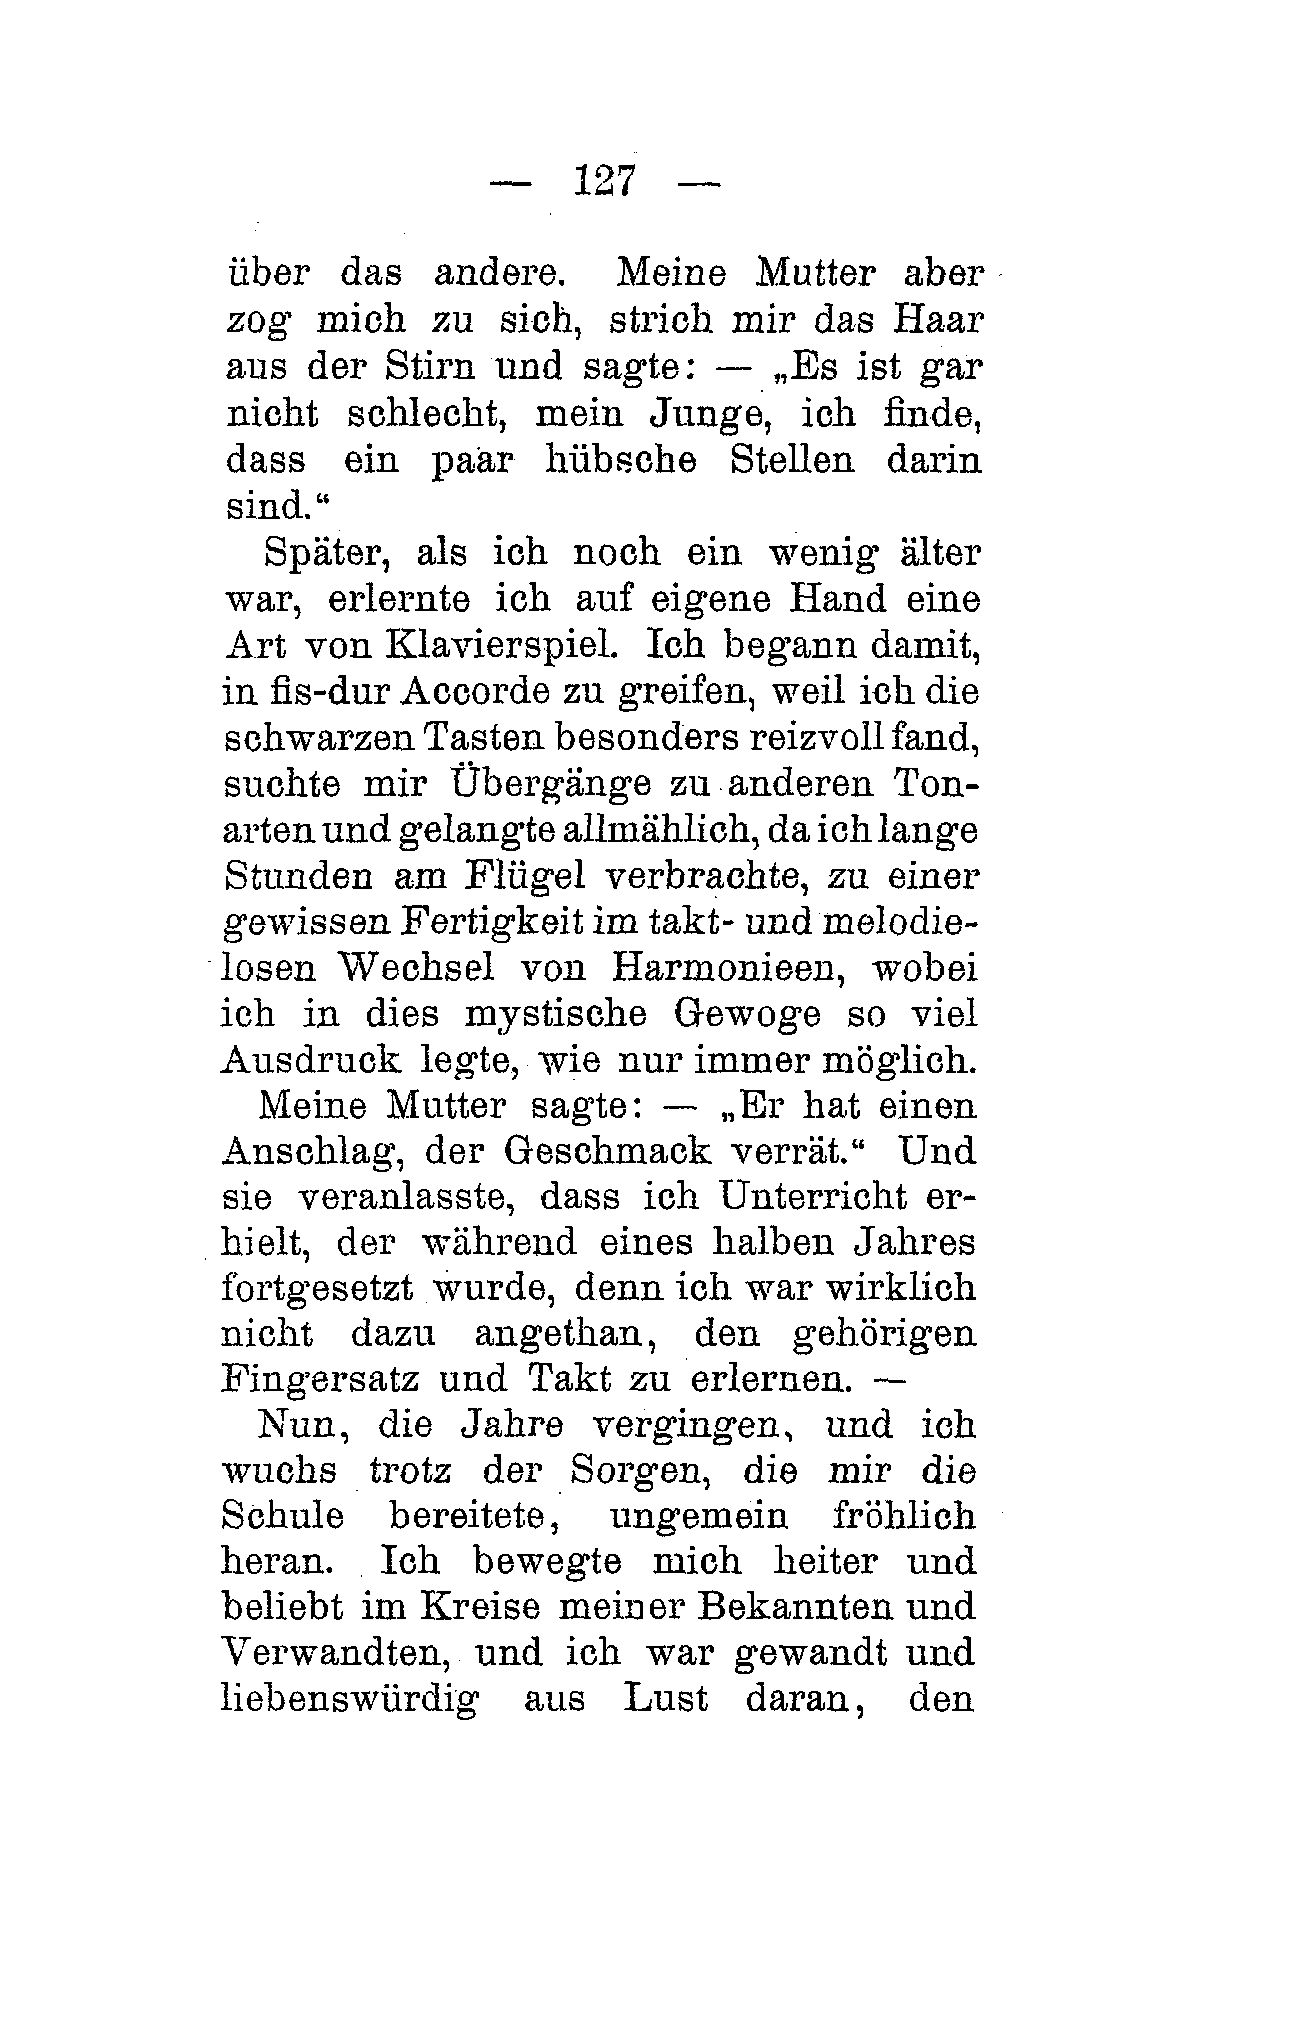 — 127 —
über das andere. Meine Mutter aber
zog mich zu sich, strich mir das Haar
aus der Stirn und sagte: — „Es ist gar
nicht schlecht, mein Junge, ich finde,
dass ein paar hübsche Stellen darin
sind.“
Später, als ich noch ein wenig älter
war, erlernte ich auf eigene Hand eine
Art von Klavierspiel. Ich begann damit,
in fis-dur Accorde zu greifen, weil ich die
schwarzen Tasten besonders reizvoll fand,
suchte mir Übergänge zu anderen Ton-
arten und gelangte allmählich, da ich lange
Stunden am Flügel verbrachte, zu einer
gewissen Fertigkeit im takt- und melodie-
losen Wechsel von Harmonieen, wobei
ich in dies mystische Gewoge so viel
Ausdruck legte, wie nur immer möglich.
Meine Mutter sagte: — „Er hat einen
Anschlag, der Geschmack verrät.“ Und
sie veranlasste, dass ich Unterricht er-
hielt, der während eines halben Jahres
fortgesetzt wurde, denn ich war wirklich
nicht dazu angethan, den gehörigen
Fingersatz und Takt zu erlernen. —
Nun, die Jahre vergingen, und ich
wuchs trotz der Sorgen, die mir die
Schule bereitete, ungemein fröhlich
heran. Ich bewegte mich heiter und
beliebt im Kreise meiner Bekannten und
Verwandten, und ich war gewandt und
liebenswürdig aus Lust daran, den